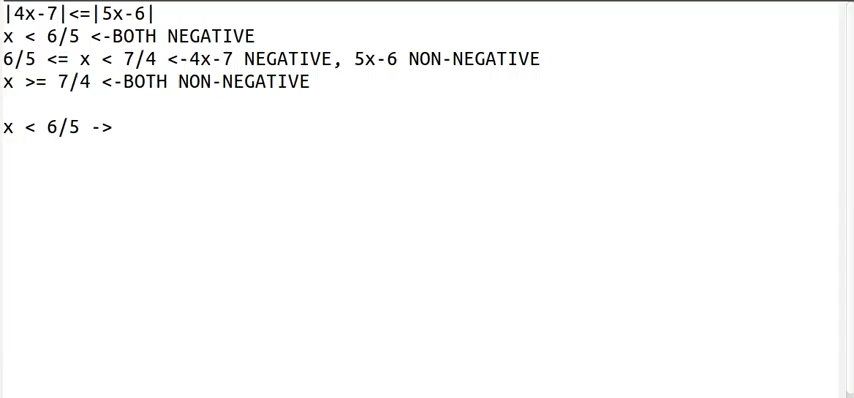 |4x-7|<=|5x-6|
x < 6/5 <-BOTH NEGATIVE
6/5 <= x < 7/4 <-4x-7 NEGATIVE, 5x-6 NON-NEGATIVE
x >= 7/4 <-BOTH NON-NEGATIVE
x < 6/5 ->